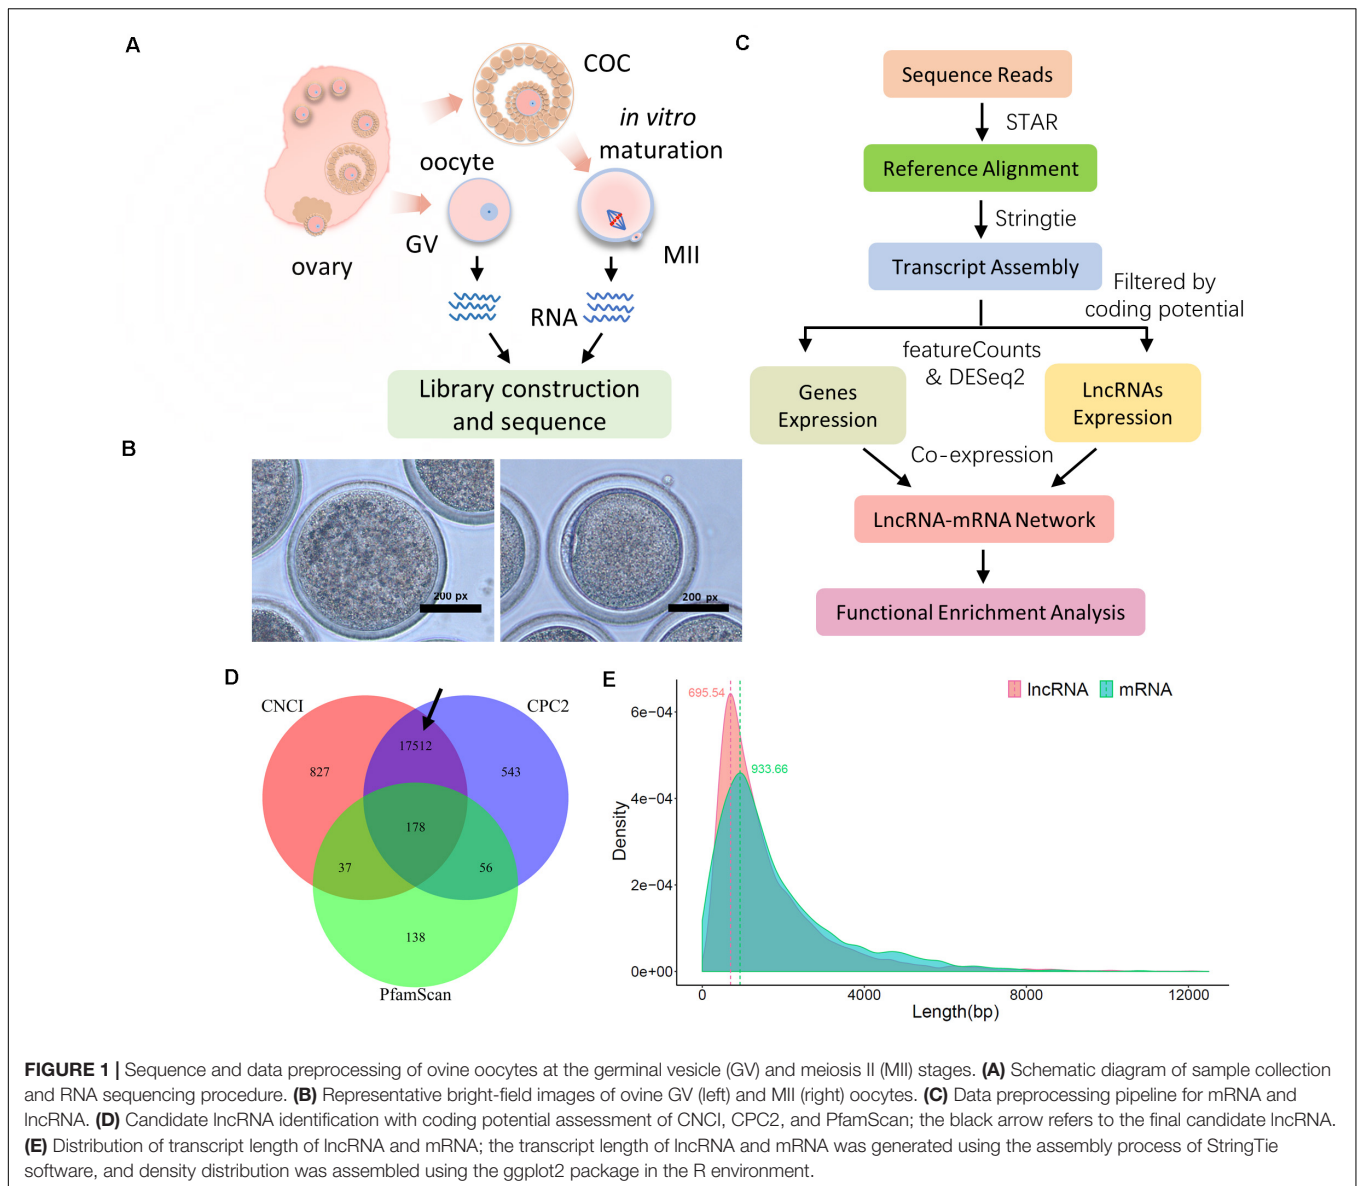 A
COC
in vitro
maturation
oocyte
GV
MII
ovary
RNA
Library construction
and sequence
B
200 px
200 px
C
Sequence Reads
STAR
Reference Alignment
Stringtie
Transcript Assembly
Filtered by
coding potential
featureCounts
& DESeq2
Genes
Expression
LncRNAs
Expression
Co-expression
LncRNA-mRNA Network
Functional Enrichment Analysis
D
CNCI
CPC2
17512
827
543
178
37
56
138
PfamScan
E
695.54
lncRNA
mRNA
6e−04
933.66
4e−04
Density
2e−04
0e+00
0
4000
8000
12000
Length(bp)
FIGURE 1 | Sequence and data preprocessing of ovine oocytes at the germinal vesicle (GV) and meiosis II (MII) stages. (A) Schematic diagram of sample collection
and RNA sequencing procedure. (B) Representative bright-field images of ovine GV (left) and MII (right) oocytes. (C) Data preprocessing pipeline for mRNA and
lncRNA. (D) Candidate lncRNA identification with coding potential assessment of CNCI, CPC2, and PfamScan; the black arrow refers to the final candidate lncRNA.
(E) Distribution of transcript length of lncRNA and mRNA; the transcript length of lncRNA and mRNA was generated using the assembly process of StringTie
software, and density distribution was assembled using the ggplot2 package in the R environment.